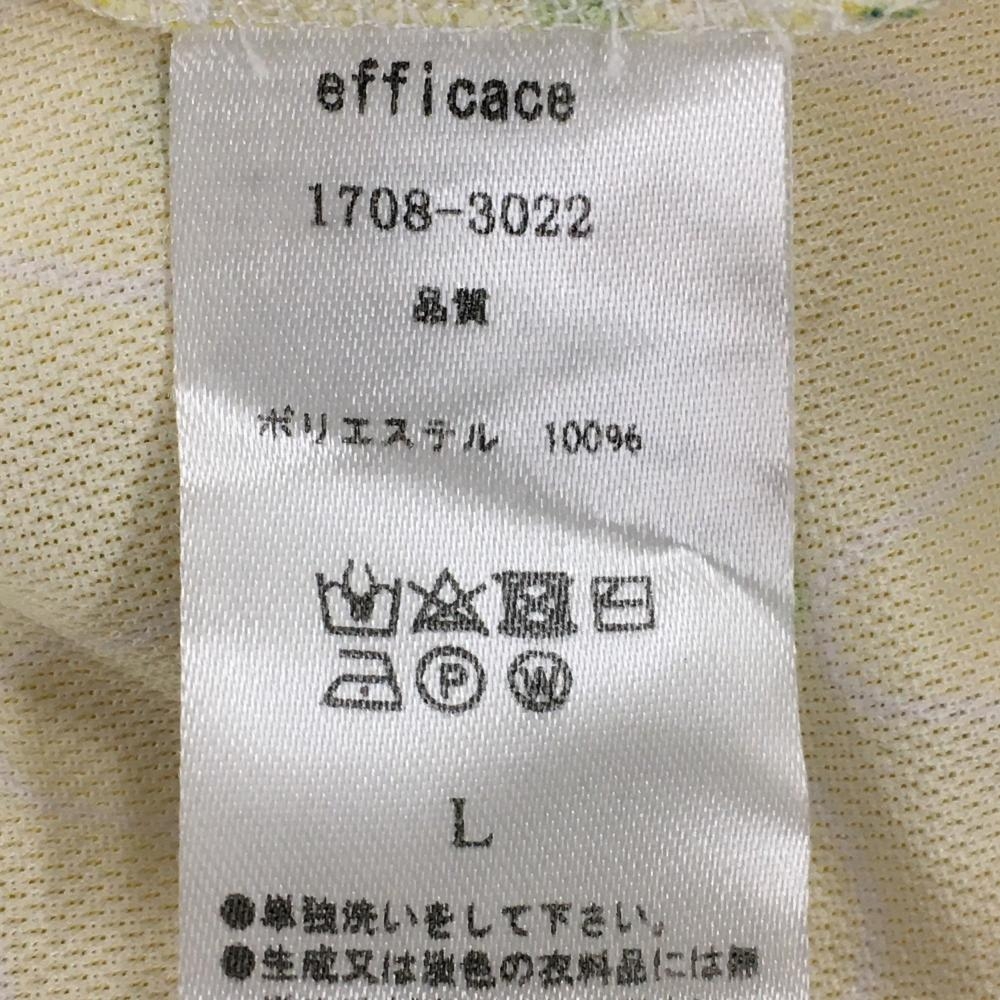 efficace
1708-3022
品質
ポリエステル 100%
P W
L
●単独洗いをして下さい。
●生成又は淡色の衣料品には